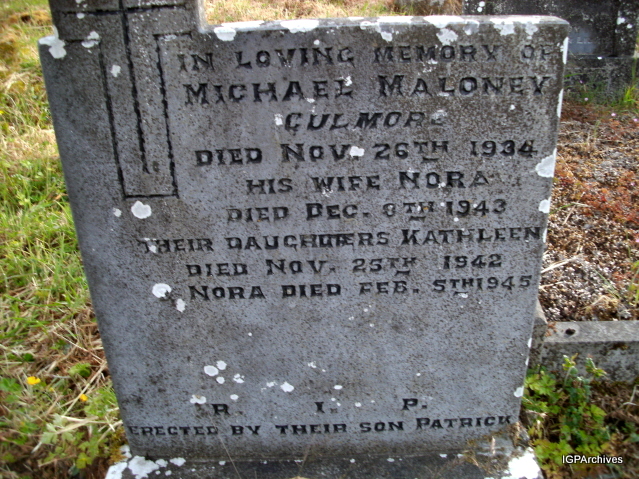 IN LOVING MEMORY OF
MICHAEL MALONEY
CULMORE
DIED NOV. 26TH 1934
HIS WIFE NORA
DIED DEC. 8TH 1943
THEIR DAUGHTERS KATHLEEN
DIED NOV. 25TH 1942
NORA DIED FEB. 5TH 1945
R. I. P.
ERECTED BY THEIR SON PATRICK
IGPArchives